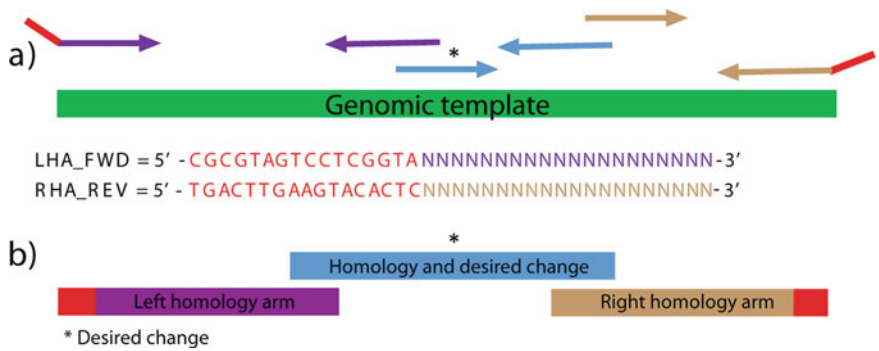 *
a)
Genomic template
LHA_FWD = 5' - CGCGTAGTCCTCGGTANNNNNNNNNNNNNNNNNNNN-3'
RHA_REV = 5' - TGACTTGAAGTACACTCNNNNNNNNNNNNNNNNNNNN-3'
*
b)
Homology and desired change
Left homology arm
Right homology arm
* Desired change